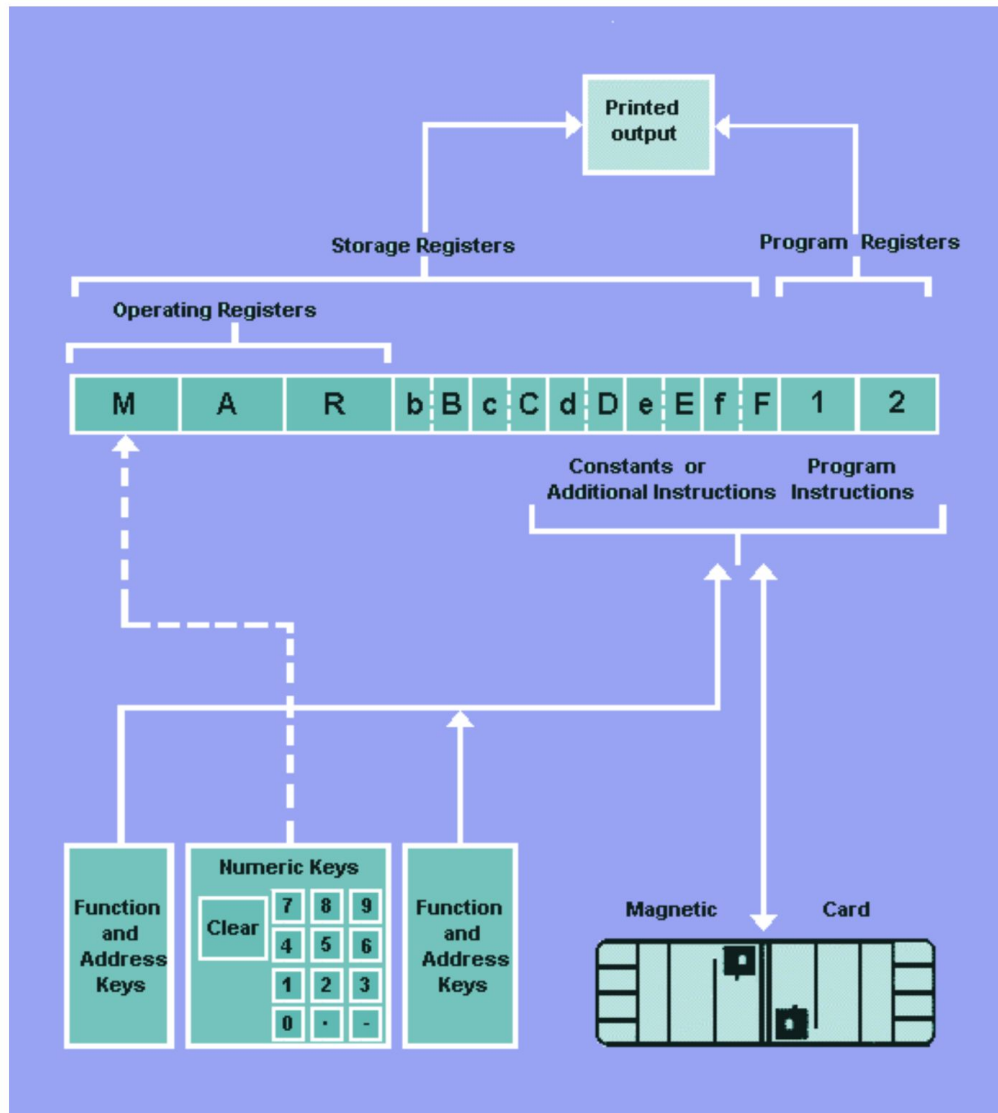 Printed
output
Storage Registers
Program Registers
Operating Registers
M A R b B c C d D e E f F 1 2
Constants or
Additional Instructions
Program
Instructions
Function
and
Address
Keys
Numeric Keys
Clear
7 8 9
4 5 6
1 2 3
0 . -
Function
and
Address
Keys
Magnetic Card